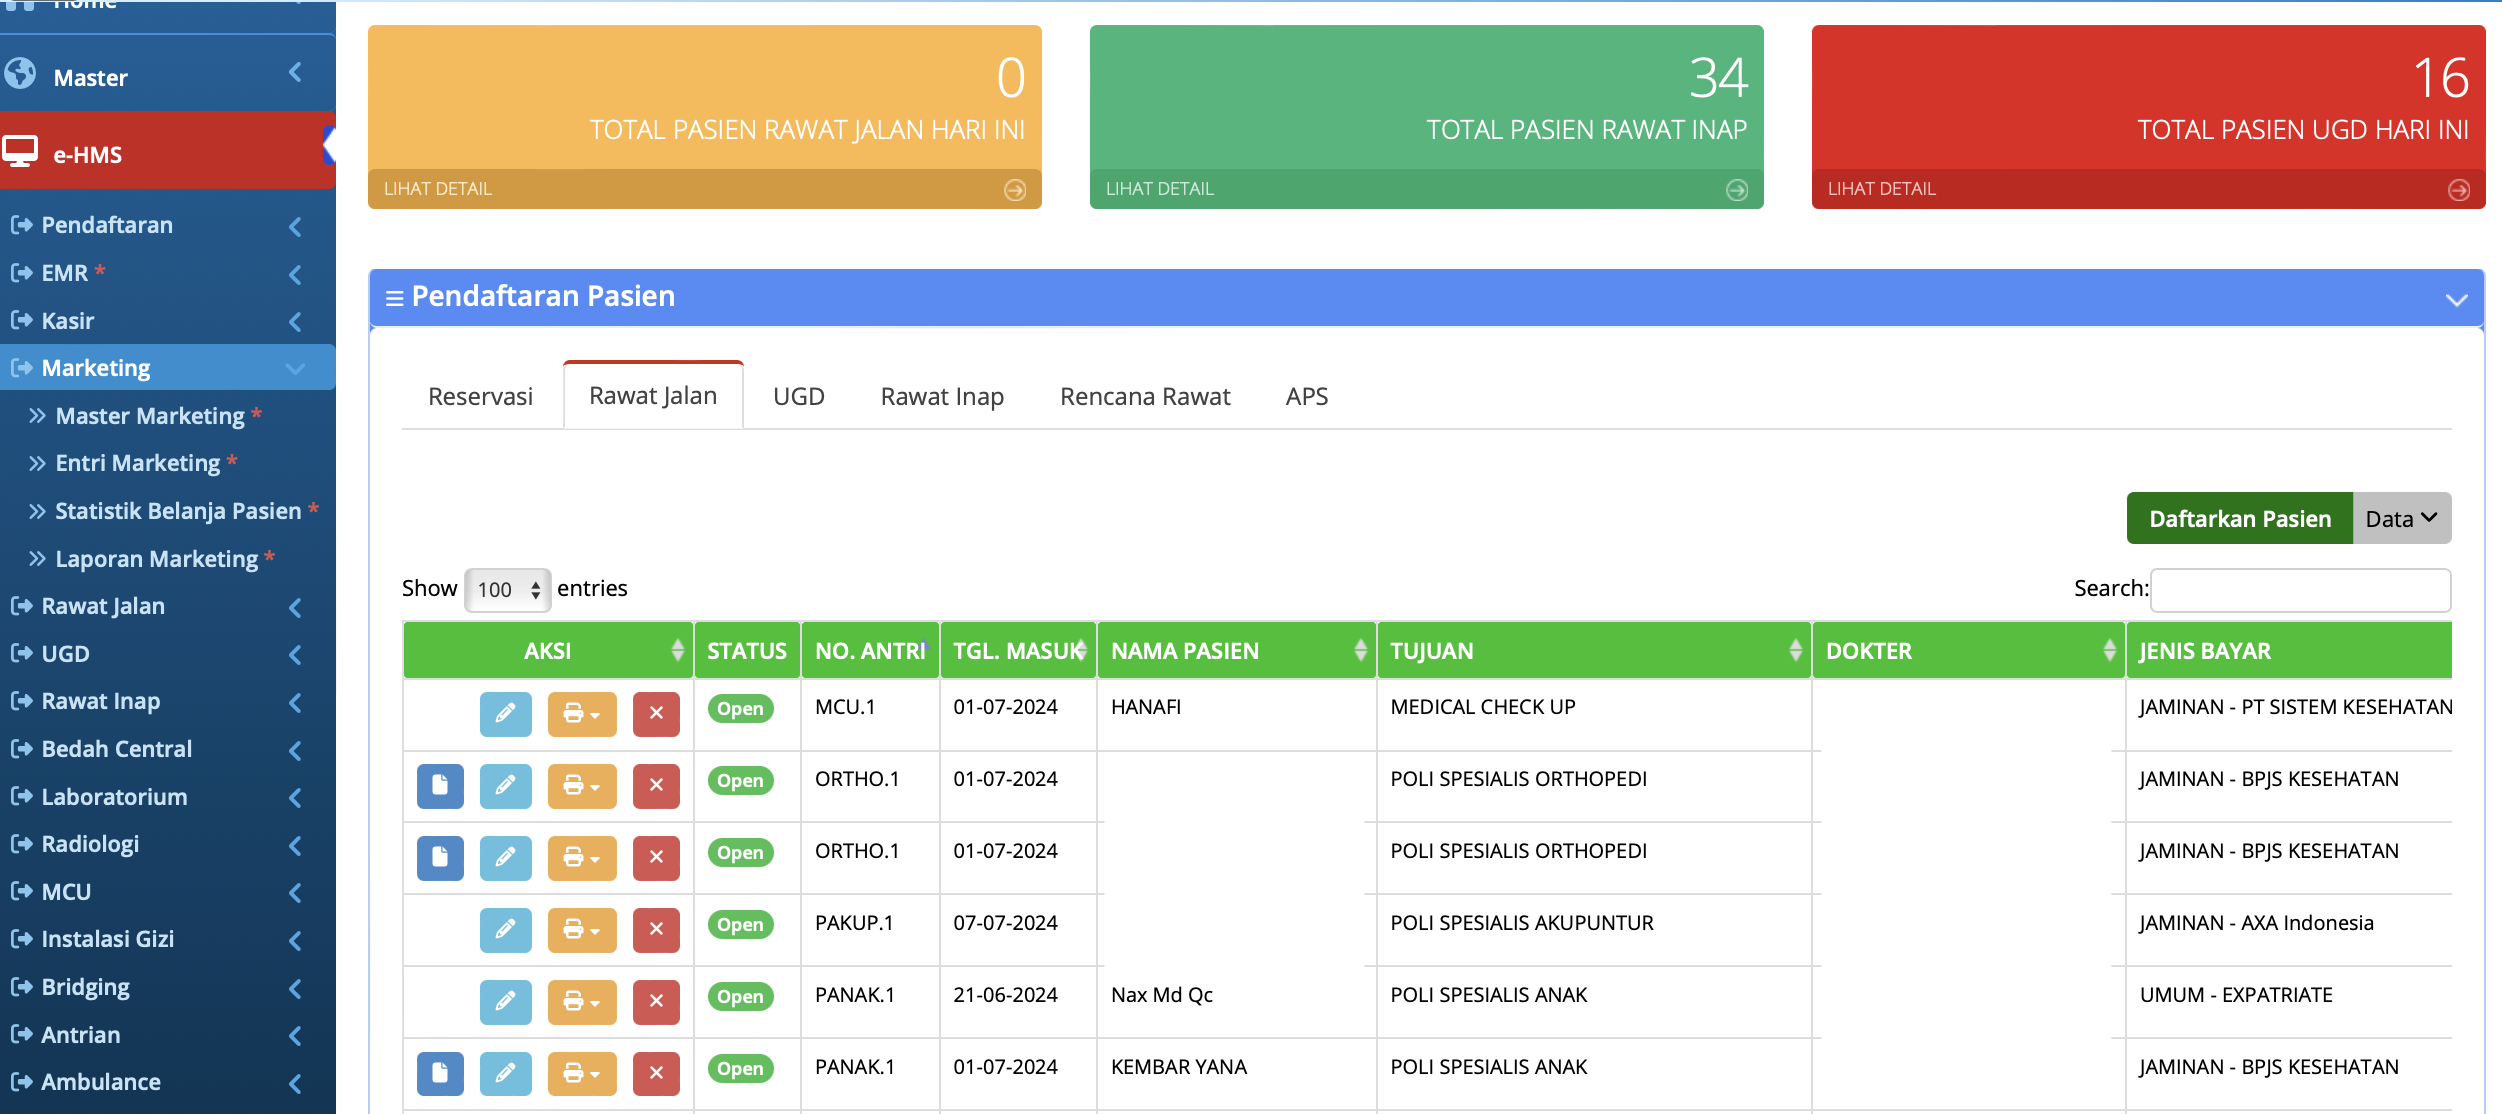 Home
Master
e-HMS
Pendaftaran
EMR *
Kasir
Marketing
Master Marketing *
Entri Marketing *
Statistik Belanja Pasien *
Laporan Marketing *
Rawat Jalan
UGD
Rawat Inap
Bedah Central
Laboratorium
Radiologi
MCU
Instalasi Gizi
Bridging
Antrian
Ambulance
0
TOTAL PASIEN RAWAT JALAN HARI INI
LIHAT DETAIL
34
TOTAL PASIEN RAWAT INAP
LIHAT DETAIL
16
TOTAL PASIEN UGD HARI INI
LIHAT DETAIL
Pendaftaran Pasien
Reservasi Rawat Jalan UGD Rawat Inap Rencana Rawat APS
Daftarkan Pasien Data
Show 100 entries Search:
AKSI STATUS NO. ANTRI TGL. MASUK NAMA PASIEN TUJUAN DOKTER JENIS BAYAR
Open MCU.1 01-07-2024 HANAFI MEDICAL CHECK UP JAMINAN - PT SISTEM KESEHATAN
Open ORTHO.1 01-07-2024 POLI SPESIALIS ORTHOPEDI JAMINAN - BPJS KESEHATAN
Open ORTHO.1 01-07-2024 POLI SPESIALIS ORTHOPEDI JAMINAN - BPJS KESEHATAN
Open PAKUP.1 07-07-2024 POLI SPESIALIS AKUPUNTUR JAMINAN - AXA Indonesia
Open PANAK.1 21-06-2024 Nax Md Qc POLI SPESIALIS ANAK UMUM - EXPATRIATE
Open PANAK.1 01-07-2024 KEMBAR YANA POLI SPESIALIS ANAK JAMINAN - BPJS KESEHATAN